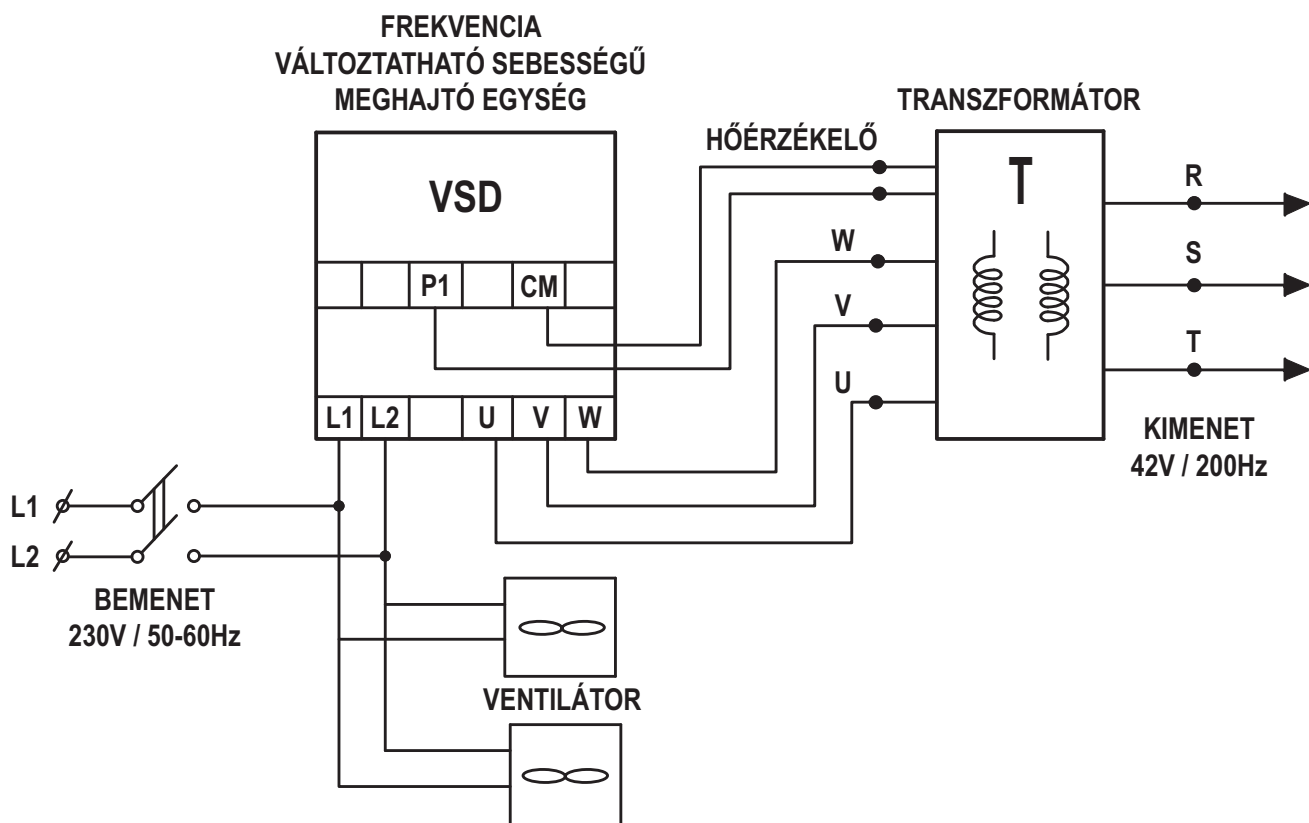 FREKVENCIA
VÁLTOZTATHATÓ SEBESSÉGŰ
MEGHAJTÓ EGYSÉG
TRANSZFORMÁTOR
HŐÉRZÉKELŐ
VSD
T
R
W
S
P1 CM
V
T
U
L1 L2 U V W
KIMENET
42V / 200Hz
L1
L2
BEMENET
230V / 50-60Hz
VENTILÁTOR